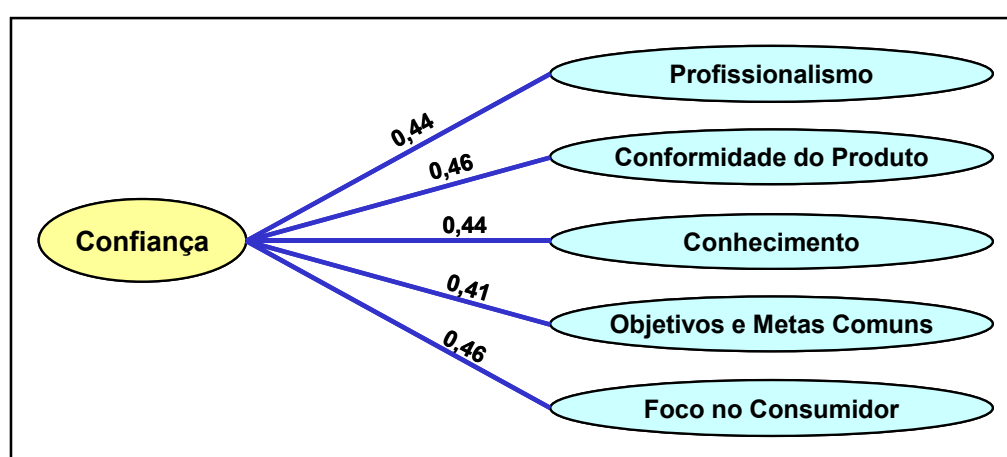 Profissionalismo
0,44
Conformidade do Produto
0,46
Confiança
0,44
Conhecimento
0,41
Objetivos e Metas Comuns
0,46
Foco no Consumidor